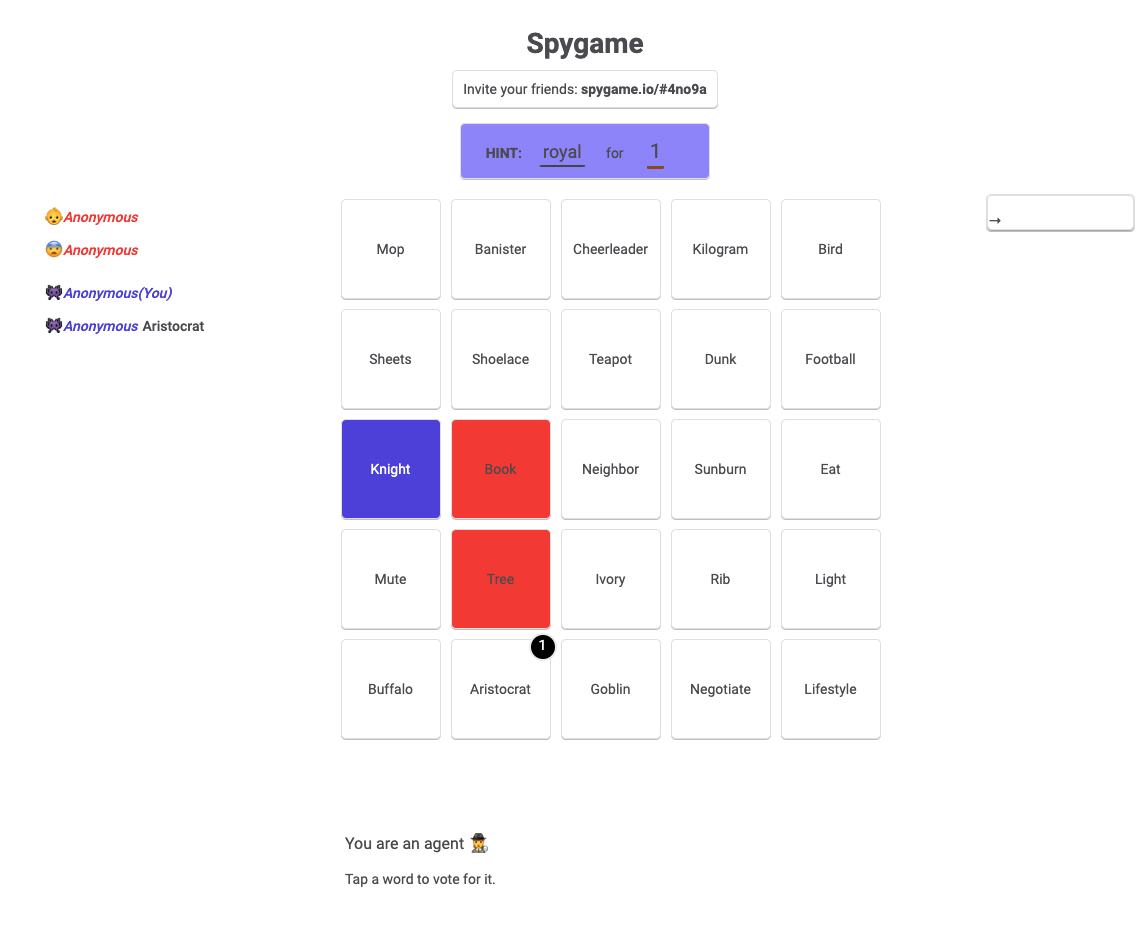 Spygame
Invite your friends: spygame.io/#4no9a
HINT: royal for 1
Anonymous
Anonymous
Anonymous(You)
Anonymous Aristocrat
→
Mop Banister Cheerleader Kilogram Bird
Sheets Shoelace Teapot Dunk Football
Knight Book Neighbor Sunburn Eat
Mute Tree Ivory Rib Light
1
Buffalo Aristocrat Goblin Negotiate Lifestyle
You are an agent
Tap a word to vote for it.